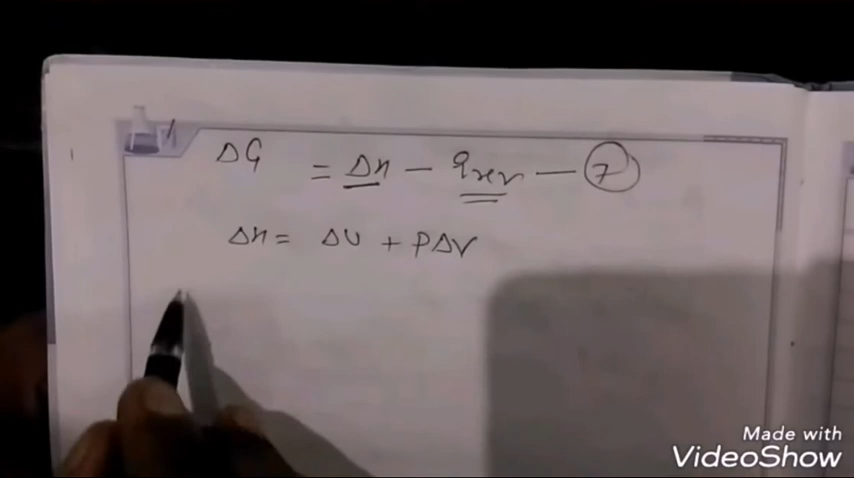 ΔG = ΔH - qrev - 7
ΔH = ΔU + PΔV
Made with
VideoShow